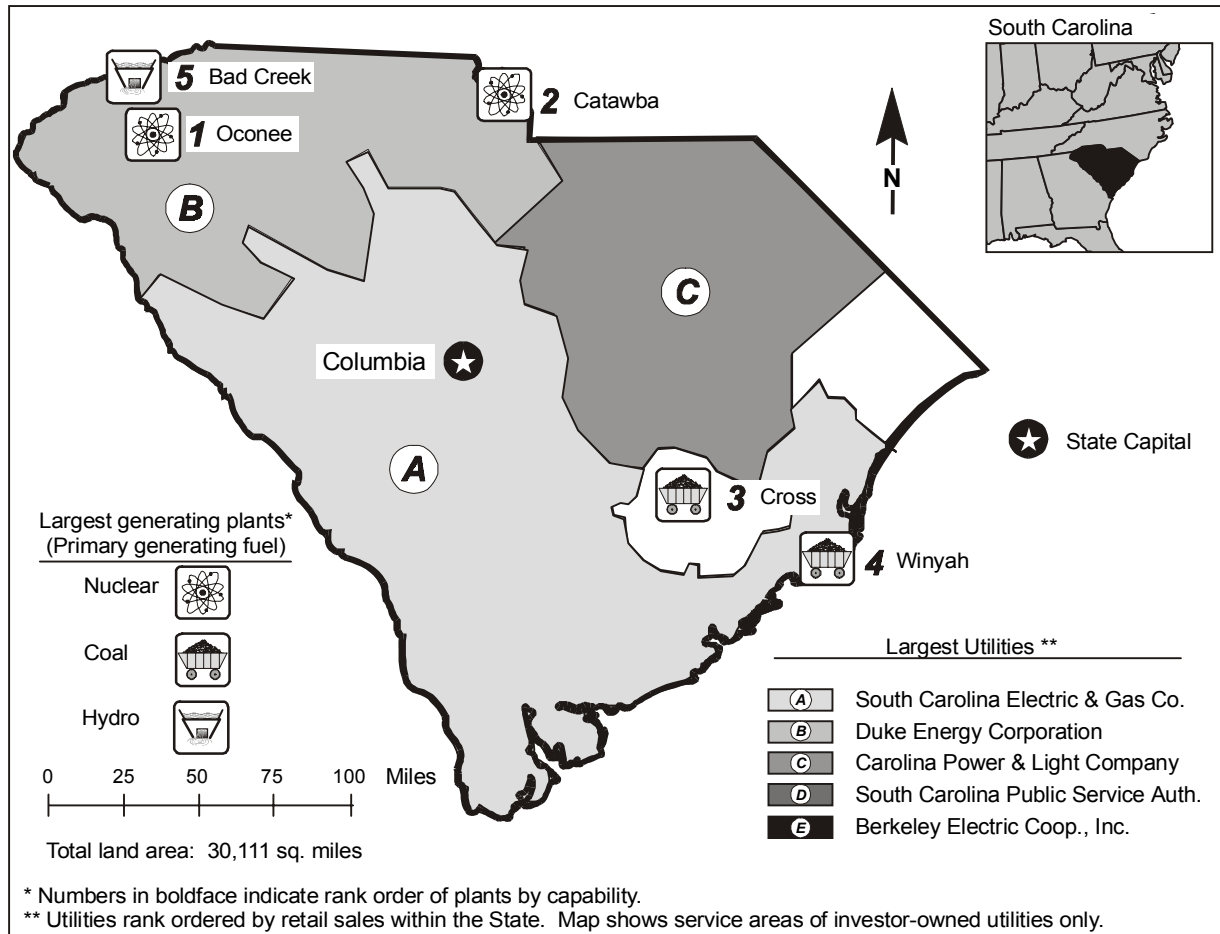 South Carolina
5 Bad Creek
2 Catawba
1 Oconee
N
B
C
Columbia
State Capital
A
3 Cross
4 Winyah
Largest generating plants*
(Primary generating fuel)
Nuclear
Coal
Hydro
0 25 50 75 100 Miles
Total land area: 30,111 sq. miles
Largest Utilities **
A South Carolina Electric & Gas Co.
B Duke Energy Corporation
C Carolina Power & Light Company
D South Carolina Public Service Auth.
E Berkeley Electric Coop., Inc.
* Numbers in boldface indicate rank order of plants by capability.
** Utilities rank ordered by retail sales within the State. Map shows service areas of investor-owned utilities only.